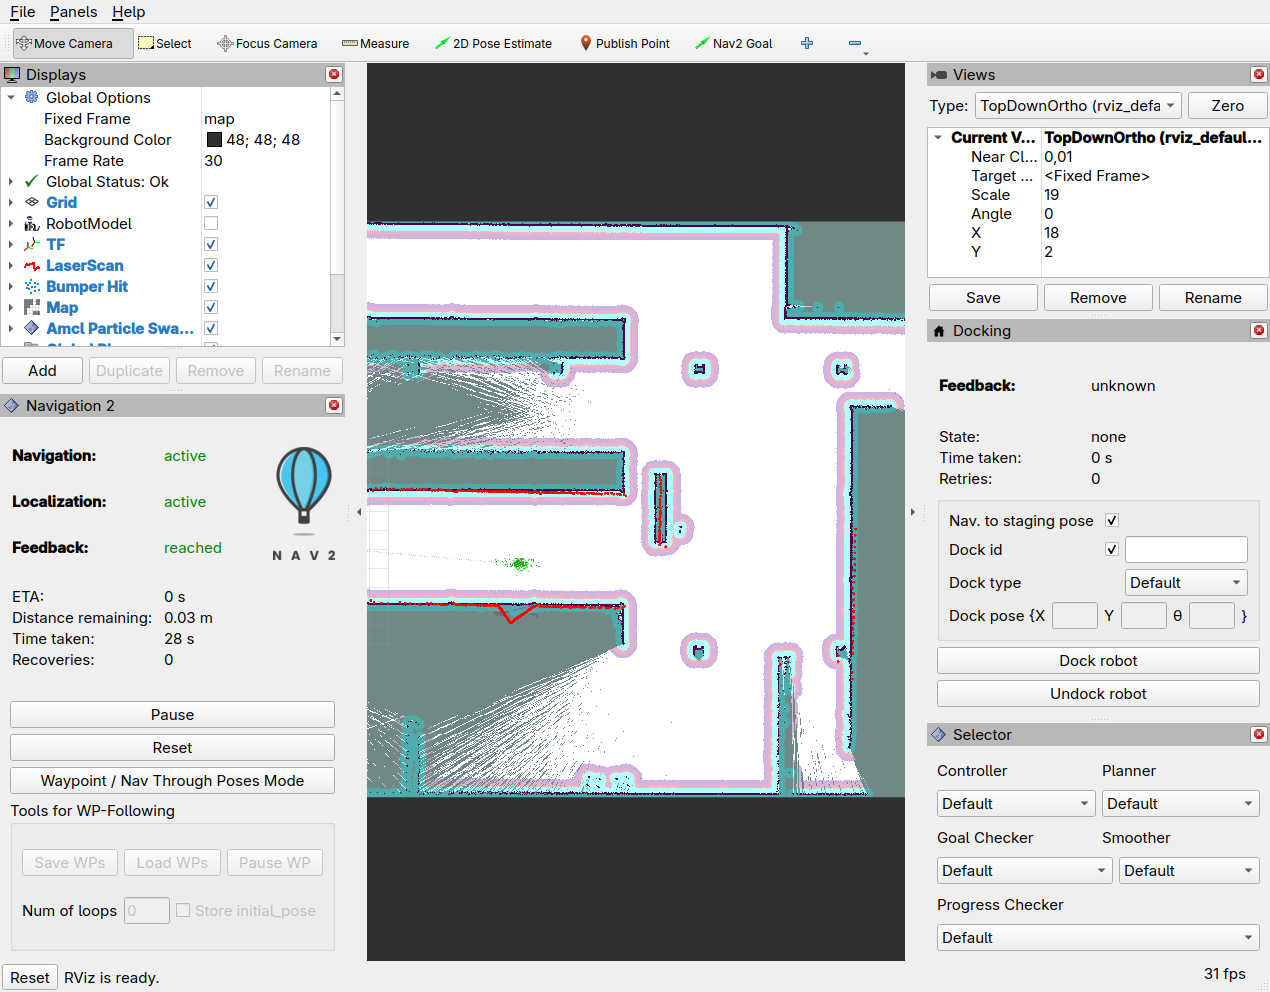 File Panels Help
Move Camera Select Focus Camera Measure 2D Pose Estimate Publish Point Nav2 Goal
Displays
Global Options
Fixed Frame map
Background Color 48; 48; 48
Frame Rate 30
Global Status: Ok
Grid
RobotModel
TF
LaserScan
Bumper Hit
Map
Amcl Particle Swa...
Add Duplicate Remove Rename
Navigation 2
Navigation: active
Localization: active
Feedback: reached
NAV2
ETA: 0 s
Distance remaining: 0.03 m
Time taken: 28 s
Recoveries: 0
Pause
Reset
Waypoint / Nav Through Poses Mode
Tools for WP-Following
Save WPs Load WPs Pause WP
Num of loops 0 Store initial_pose
Reset RViz is ready.
Views
Type: TopDownOrtho (rviz_defa Zero
Current V... TopDownOrtho (rviz_defaul...
Near Cl... 0,01
Target ... <Fixed Frame>
Scale 19
Angle 0
X 18
Y 2
Save Remove Rename
Docking
Feedback: unknown
State: none
Time taken: 0 s
Retries: 0
Nav. to staging pose
Dock id
Dock type Default
Dock pose {X Y θ }
Dock robot
Undock robot
Selector
Controller Planner
Default Default
Goal Checker Smoother
Default Default
Progress Checker
Default
31 fps